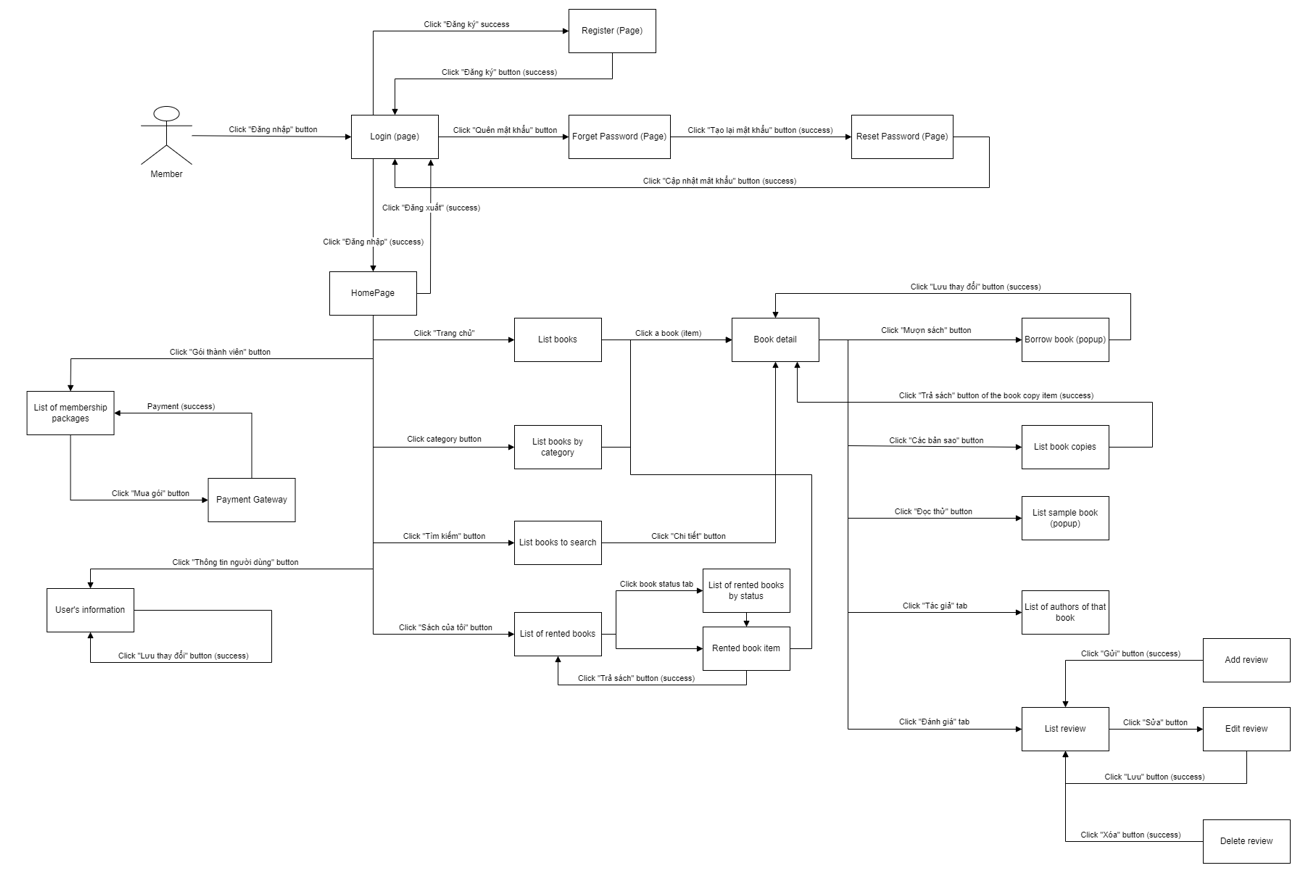 Click "Đăng ký" success
Register (Page)
Click "Đăng ký" button (success)
Click "Đăng nhập" button
Login (page)
Click "Quên mật khẩu" button
Forget Password (Page)
Click "Tạo lại mật khẩu" button (success)
Reset Password (Page)
Member
Click "Cập nhật mât khẩu" button (success)
Click "Đăng xuất" (success)
Click "Đăng nhập" (success)
HomePage
Click "Lưu thay đổi" button (success)
Click "Trang chủ"
List books
Click a book (item)
Book detail
Click "Mượn sách" button
Borrow book (popup)
Click "Gói thành viên" button
List of membership
packages
Payment (success)
Click "Trả sách" button of the book copy item (success)
Click category button
List books by
category
Click "Các bản sao" button
List book copies
Click "Mua gói" button
Payment Gateway
Click "Đọc thử" button
List sample book
(popup)
Click "Tìm kiếm" button
List books to search
Click "Chi tiết" button
Click "Thông tin người dùng" button
User's information
Click "Lưu thay đổi" button (success)
Click book status tab
List of rented books
by status
Click "Sách của tôi" button
List of rented books
Rented book item
Click "Trả sách" button (success)
Click "Tác giả" tab
List of authors of that
book
Click "Gửi" button (success)
Add review
Click "Đánh giá" tab
List review
Click "Sửa" button
Edit review
Click "Lưu" button (success)
Click "Xóa" button (success)
Delete review